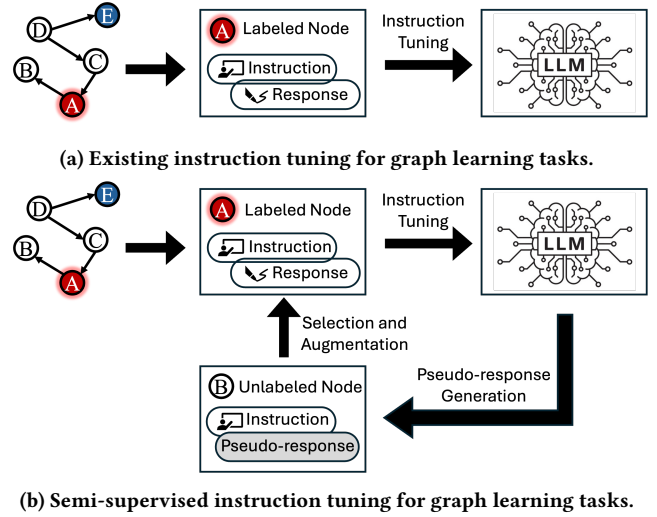 E
D
C
B
A
A Labeled Node
Instruction
Response
Instruction
Tuning
LLM
(a) Existing instruction tuning for graph learning tasks.
E
D
C
B
A
A Labeled Node
Instruction
Response
Instruction
Tuning
LLM
Selection and
Augmentation
B Unlabeled Node
Instruction
Pseudo-response
Pseudo-response
Generation
(b) Semi-supervised instruction tuning for graph learning tasks.